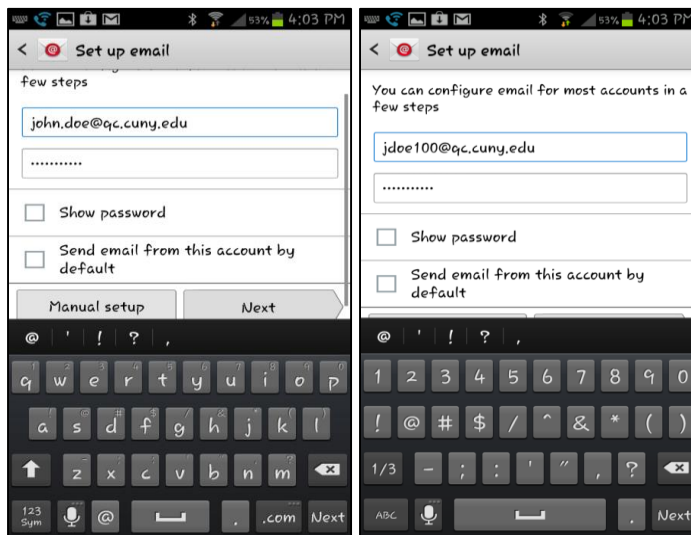 53% 4:03 PM
< Set up email
few steps
john.doe@qc.cuny.edu
•••••••••••
Show password
Send email from this account by
default
Manual setup Next
@ ' ! ? ,
q w e r t y u i o p
a s d f g h j k l
z x c v b n m
123
Sym @ . .com Next
53% 4:03 PM
< Set up email
You can configure email for most accounts in a
few steps
jdoe100@qc.cuny.edu
•••••••••••
Show password
Send email from this account by
default
@ ' ! ? ,
1 2 3 4 5 6 7 8 9 0
! @ # $ / ^ & * ( )
1/3 - ; : ' " , ?
ABC . Next